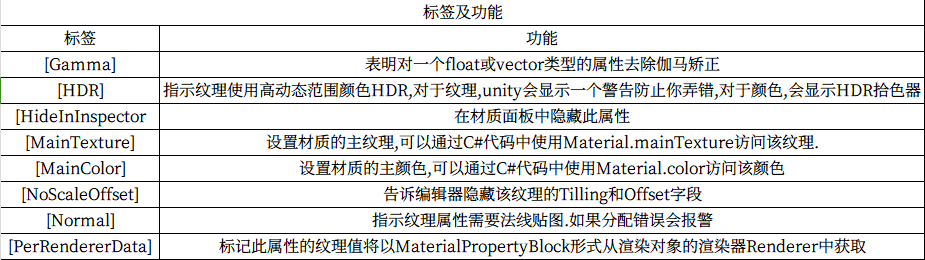 标签及功能
标签 功能
[Gamma] 表明对一个float或vector类型的属性去除伽马矫正
[HDR] 指示纹理使用高动态范围颜色HDR,对于纹理,unity会显示一个警告防止你弄错,对于颜色,会显示HDR拾色器
[HideInInspector 在材质面板中隐藏此属性
[MainTexture] 设置材质的主纹理,可以通过C#代码中使用Material.mainTexture访问该纹理.
[MainColor] 设置材质的主颜色,可以通过C#代码中使用Material.color访问该颜色
[NoScaleOffset] 告诉编辑器隐藏该纹理的Tilling和Offset字段
[Normal] 指示纹理属性需要法线贴图.如果分配错误会报警
[PerRendererData] 标记此属性的纹理值将以MaterialPropertyBlock形式从渲染对象的渲染器Renderer中获取